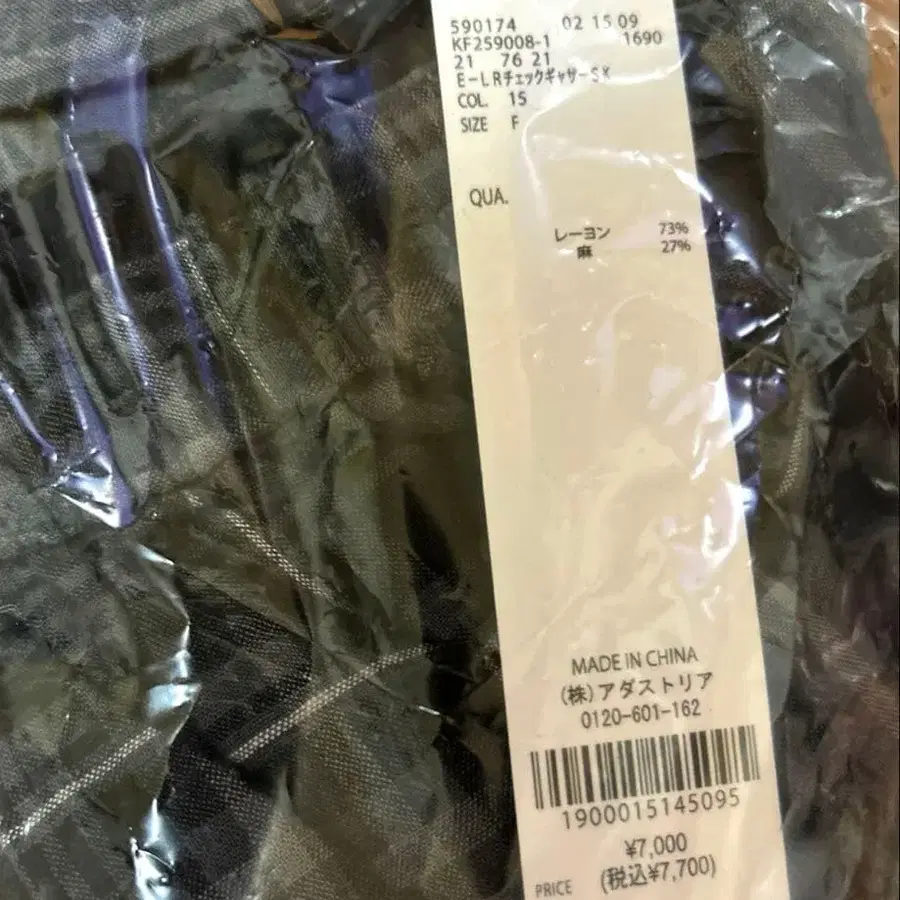 590174 02 15 09
KF259008-1 1690
21 76 21
E-LRチェックギャザーSK
COL. 15
SIZE F
QUA.
レーヨン 73%
麻 27%
MADE IN CHINA
(株)アダストリア
0120-601-162
1900015145095
¥7,000
PRICE (税込¥7,700)